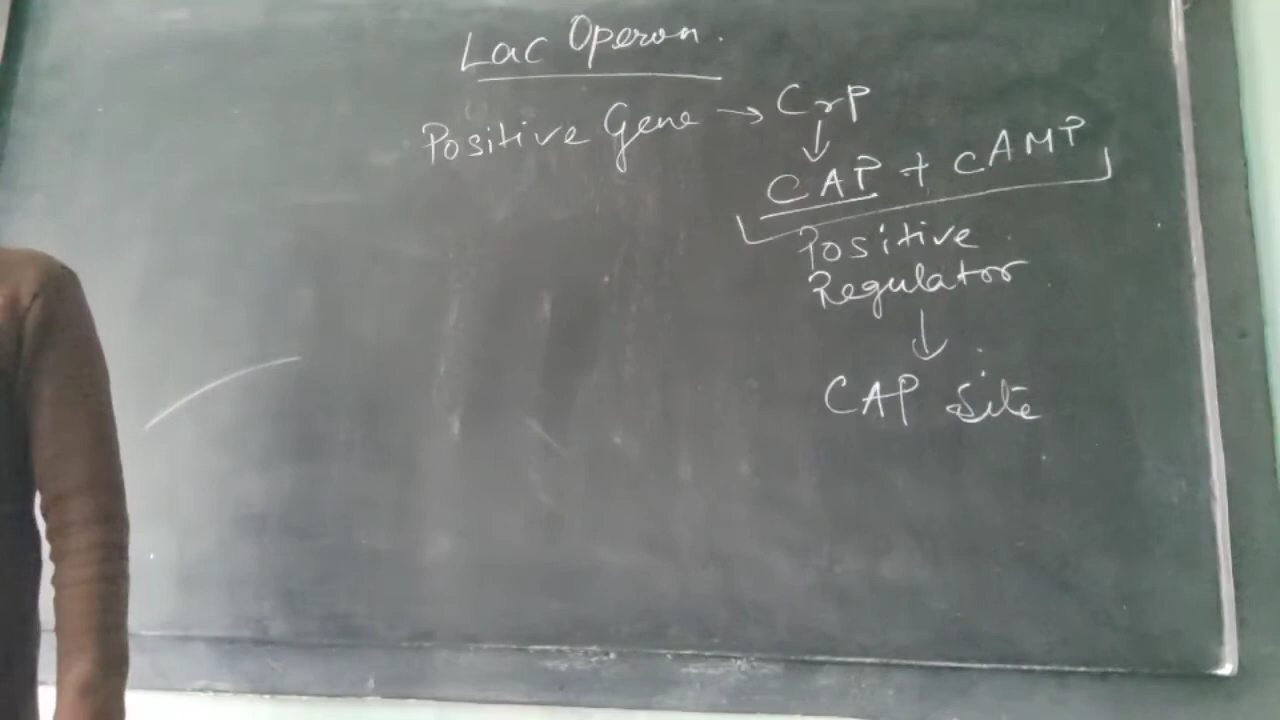 Lac Operon.
Positive Gene → Crp
↓
CAP + cAMP
Positive
Regulator
↓
CAP Site